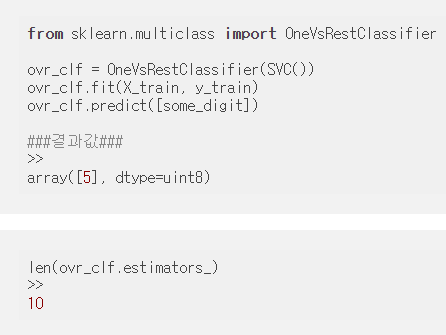 from sklearn.multiclass import OneVsRestClassifier
ovr_clf = OneVsRestClassifier(SVC())
ovr_clf.fit(X_train, y_train)
ovr_clf.predict([some_digit])
###결과값###
>>
array([5], dtype=uint8)
len(ovr_clf.estimators_)
>>
10